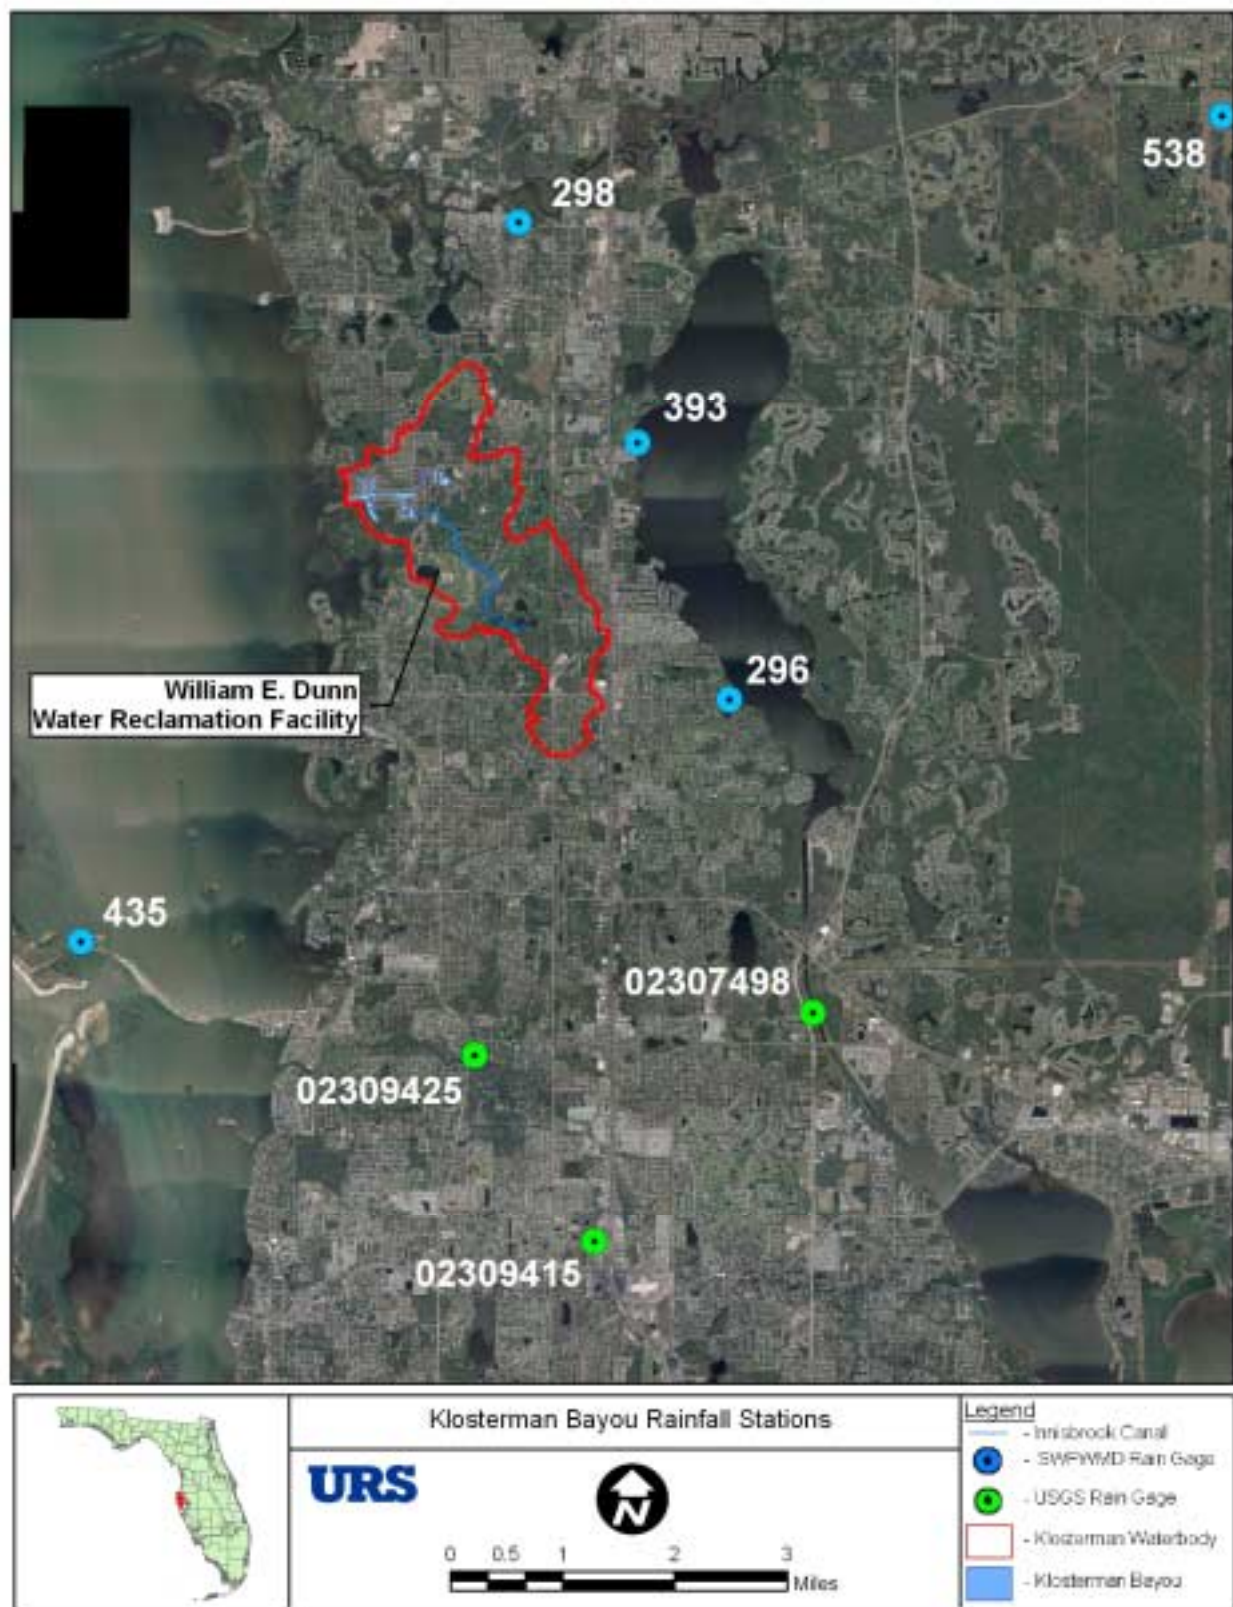 538
298
393
William E. Dunn
Water Reclamation Facility
296
435
02307498
02309425
02309415
Klosterman Bayou Rainfall Stations
URS
N
0 0.5 1 2 3
Miles
Legend
- Innisbrook Canal
- SWFWMD Rain Gage
- USGS Rain Gage
- Klosterman Waterbody
- Klosterman Bayou